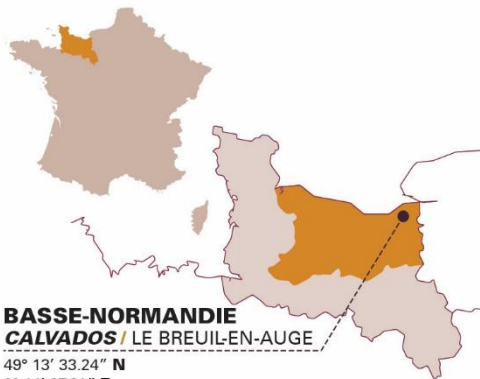 BASSE-NORMANDIE
CALVADOS / LE BREUIL-EN-AUGE
49° 13' 33.24" N